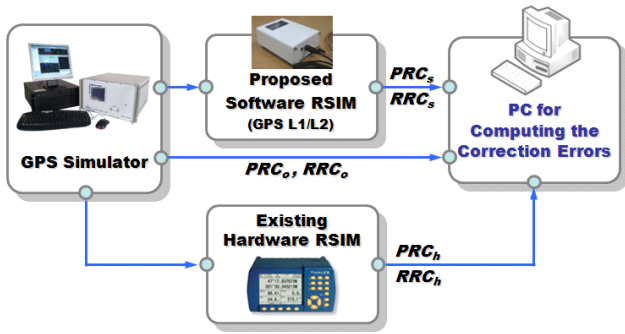 GPS Simulator
Proposed
Software RSIM
(GPS L1/L2)
PRCs
RRCs
PC for
Computing the
Correction Errors
PRCo , RRCo
Existing
Hardware RSIM
THALES
PRCh
RRCh